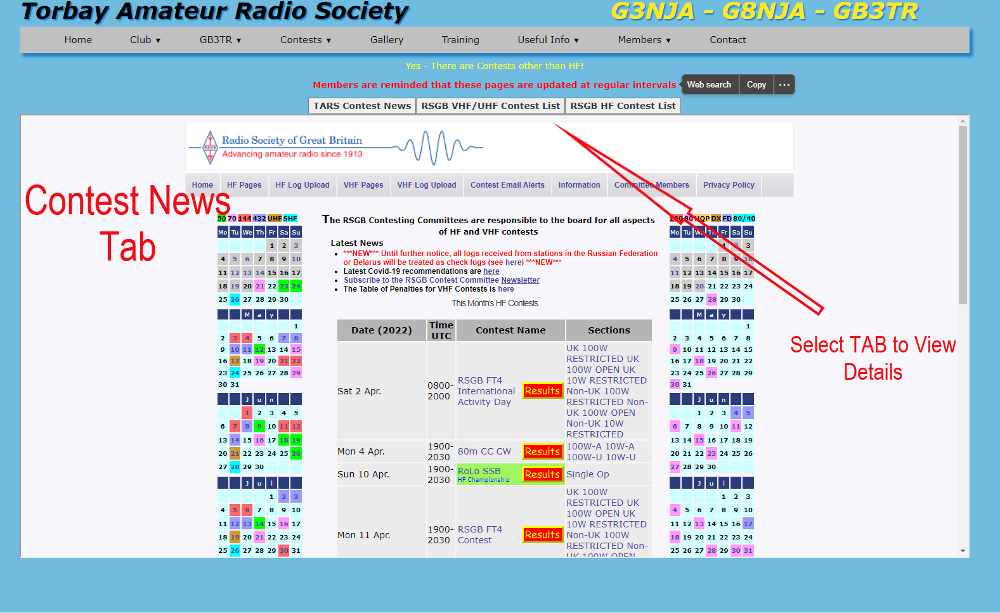 Torbay Amateur Radio Society
G3NJA – G8NJA – GB3TR
Home Club ▼ GB3TR ▼ Contests ▼ Gallery Training Useful Info ▼ Members ▼ Contact
Yes - There are Contests other than HF!
Members are reminded that these pages are updated at regular intervals
Web search Copy ...
TARS Contest News RSGB VHF/UHF Contest List RSGB HF Contest List
Radio Society of Great Britain
Advancing amateur radio since 1913
RSGB
Home HF Pages HF Log Upload VHF Pages VHF Log Upload Contest Email Alerts Information Committee Members Privacy Policy
Contest News
Tab
50 70 144 432 UHF SHF
Mo Tu We Th Fr Sa Su
1 2 3
4 5 6 7 8 9 10
11 12 13 14 15 16 17
18 19 20 21 22 23 24
25 26 27 28 29 30
M a y
1
2 3 4 5 6 7 8
9 10 11 12 13 14 15
16 17 18 19 20 21 22
23 24 25 26 27 28 29
30 31
J u n
1 2 3 4 5
6 7 8 9 10 11 12
13 14 15 16 17 18 19
20 21 22 23 24 25 26
27 28 29 30
J u l
1 2 3
4 5 6 7 8 9 10
11 12 13 14 15 16 17
18 19 20 21 22 23 24
25 26 27 28 29 30 31
The RSGB Contesting Committees are responsible to the board for all aspects
of HF and VHF contests
Latest News
• ***NEW*** Until further notice, all logs received from stations in the Russian Federation
or Belarus will be treated as check logs (see here) ***NEW***
• Latest Covid-19 recommendations are here
• Subscribe to the RSGB Contest Committee Newsletter
• The Table of Penalties for VHF Contests is here
This Month's HF Contests
Date (2022) Time UTC Contest Name Sections
Sat 2 Apr.
0800-
2000
RSGB FT4
International
Activity Day
Results
UK 100W
RESTRICTED UK
100W OPEN UK
10W RESTRICTED
Non-UK 100W
RESTRICTED Non-
UK 100W OPEN
Non-UK 10W
RESTRICTED
Mon 4 Apr.
1900-
2030
80m CC CW
Results
100W-A 10W-A
100W-U 10W-U
Sun 10 Apr.
1900-
2030
RoLo SSB
HF Championship
Results
Single Op
Mon 11 Apr.
1900-
2030
RSGB FT4
Contest
Results
UK 100W
RESTRICTED UK
100W OPEN UK
10W RESTRICTED
Non-UK 100W
RESTRICTED Non-
UK 100W OPEN
160 80 HQP DX FD 80/40
Mo Tu We Th Fr Sa Su
1 2 3
4 5 6 7 8 9 10
11 12 13 14 15 16 17
18 19 20 21 22 23 24
25 26 27 28 29 30
M a y
1
2 3 4 5 6 7 8
9 10 11 12 13 14 15
16 17 18 19 20 21 22
23 24 25 26 27 28 29
30 31
J u n
1 2 3 4 5
6 7 8 9 10 11 12
13 14 15 16 17 18 19
20 21 22 23 24 25 26
27 28 29 30
J u l
1 2 3
4 5 6 7 8 9 10
11 12 13 14 15 16 17
18 19 20 21 22 23 24
25 26 27 28 29 30 31
Select TAB to View
Details